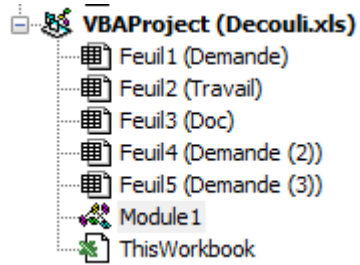 VBAProject (Decouli.xls)
Feuil1 (Demande)
Feuil2 (Travail)
Feuil3 (Doc)
Feuil4 (Demande (2))
Feuil5 (Demande (3))
Module1
ThisWorkbook